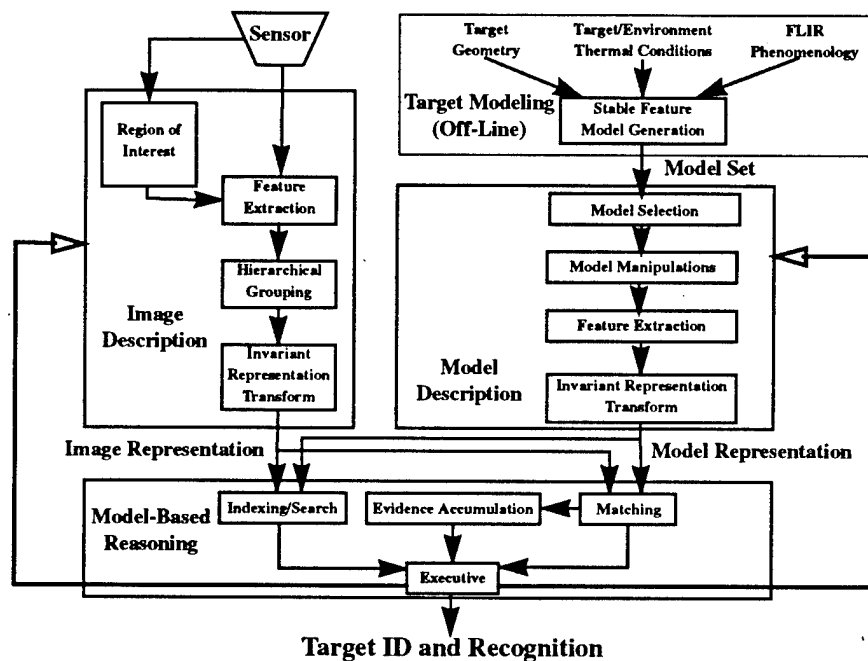 Sensor
Target
Geometry
Target/Environment
Thermal Conditions
FLIR
Phenomenology
Target Modeling
(Off-Line)
Stable Feature
Model Generation
Region of
Interest
Feature
Extraction
Hierarchical
Grouping
Invariant
Representation
Transform
Image
Description
Model Set
Model Selection
Model Manipulations
Feature Extraction
Invariant Representation
Transform
Model
Description
Image Representation
Model Representation
Model-Based
Reasoning
Indexing/Search
Evidence Accumulation
Matching
Executive
Target ID and Recognition